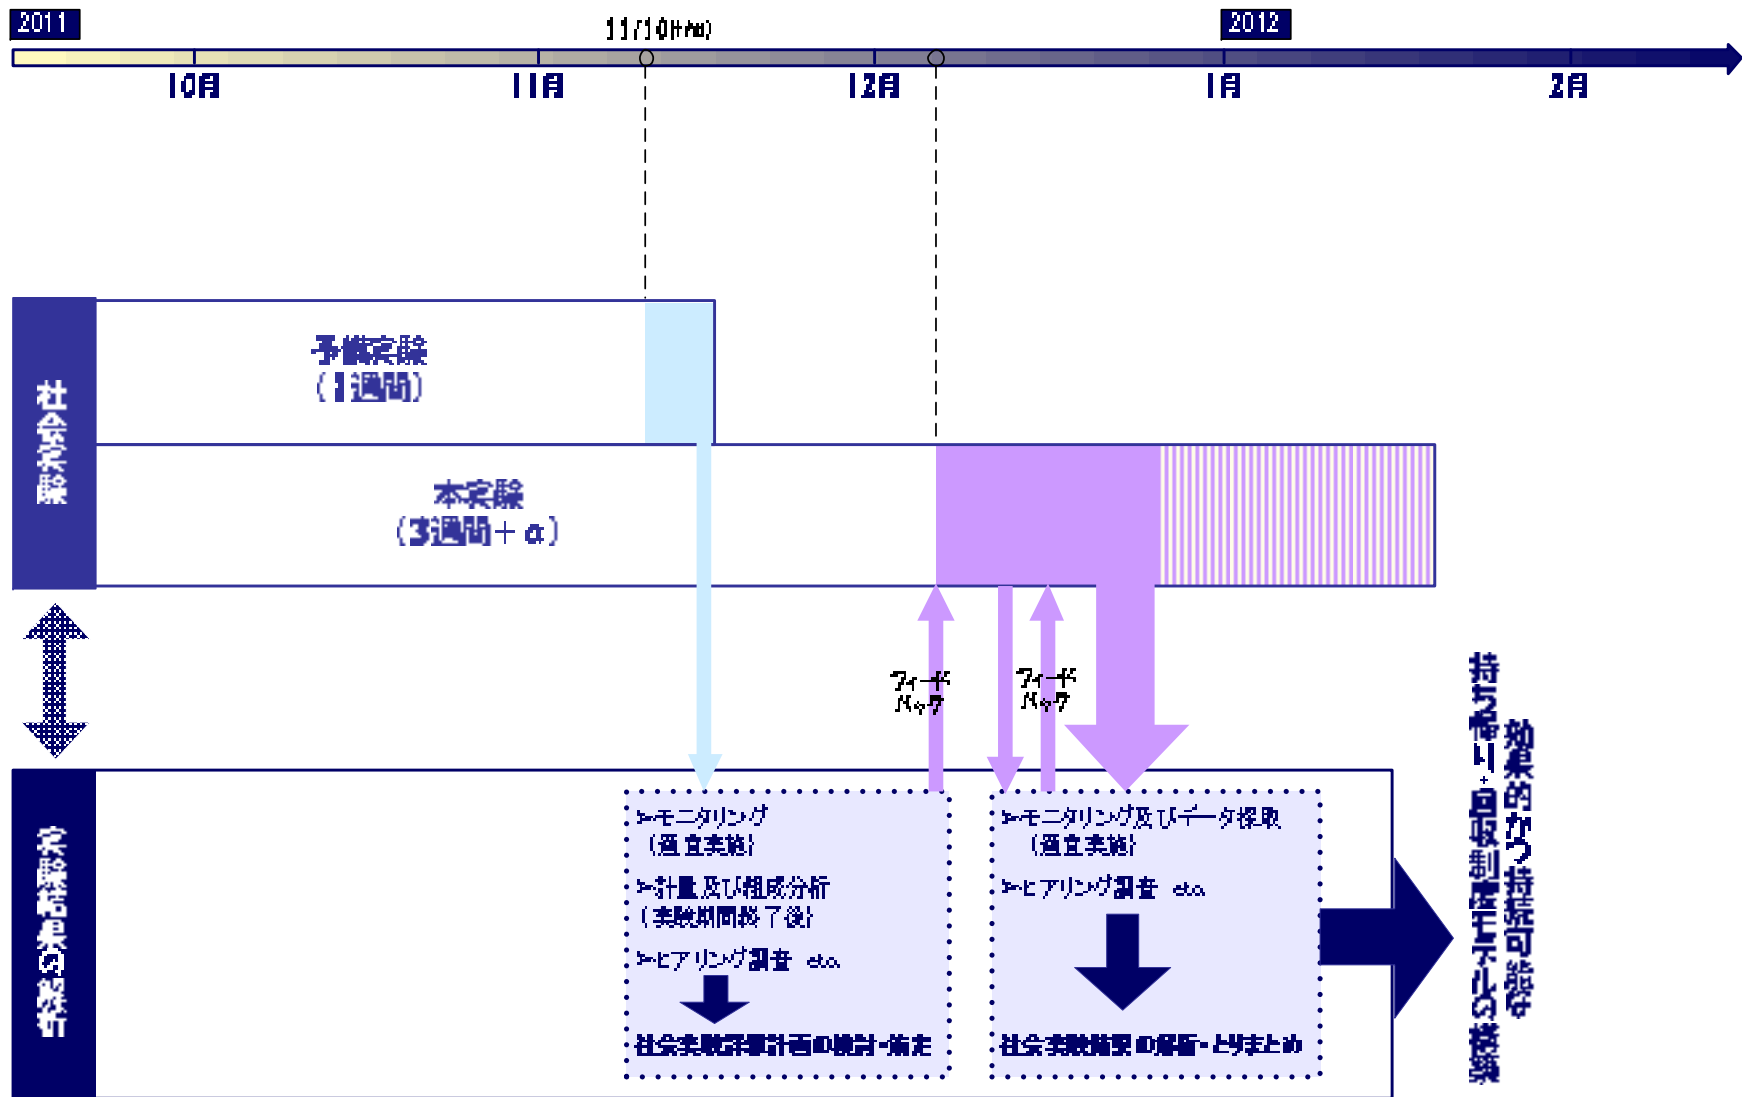 2011
2012
10月
11月
12月
1月
2月
社会実験
予備実験
(1週間)
本実験
(3週間+α)
フィード
バック
フィード
バック
実験結果の解析
➢モニタリング
(適宜実施)
➢計量及び組成分析
(実験期間終了後)
➢ヒアリング調査 etc.
社会実験詳細計画の検討・策定
➢モニタリング及びデータ採取
(適宜実施)
➢ヒアリング調査 etc.
社会実験結果の解析・とりまとめ
効果的かつ持続可能な
持ち帰り・回収制度モデルの構築